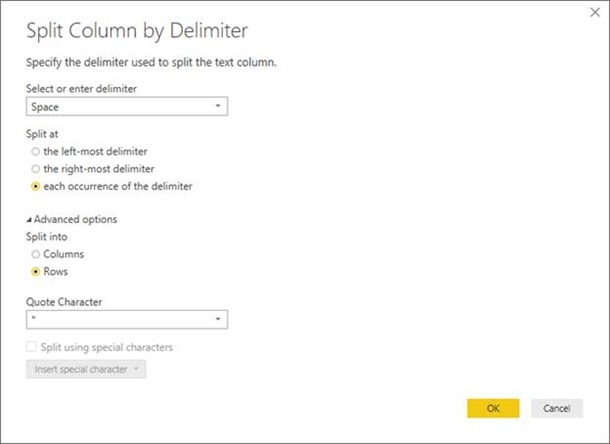 Split Column by Delimiter
Specify the delimiter used to split the text column.
Select or enter delimiter
Space
Split at
the left-most delimiter
the right-most delimiter
each occurrence of the delimiter
Advanced options
Split into
Columns
Rows
Quote Character
"
Split using special characters
Insert special character
OK Cancel